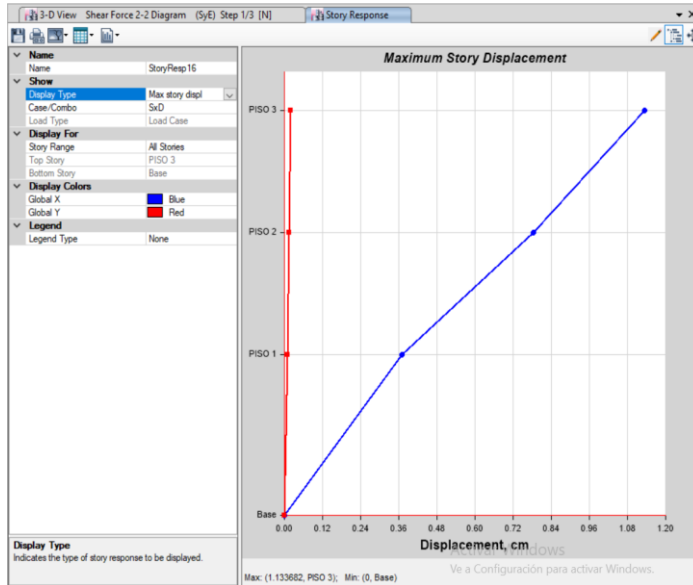 3-D View Shear Force 2-2 Diagram (SyE) Step 1/3 [N]
Story Response
Name
Name StoryResp16
Show
Display Type Max story displ
Case/Combo SxD
Load Type Load Case
Display For
Story Range All Stories
Top Story PISO 3
Bottom Story Base
Display Colors
Global X Blue
Global Y Red
Legend
Legend Type None
Display Type
Indicates the type of story response to be displayed.
Maximum Story Displacement
PISO 3
PISO 2
PISO 1
Base
0.00 0.12 0.24 0.36 0.48 0.60 0.72 0.84 0.96 1.08 1.20
Displacement, cm
Activar Windows
Ve a Configuración para activar Windows.
Max: (1.133682, PISO 3); Min: (0, Base)